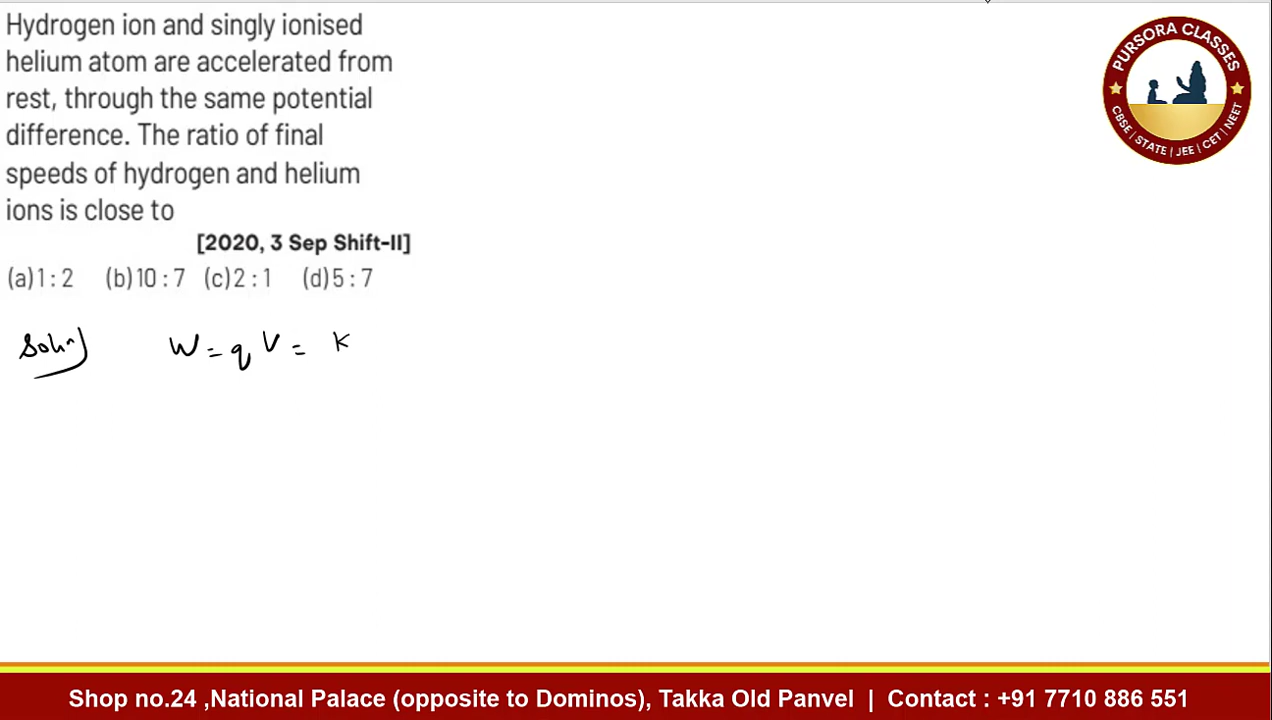 Hydrogen ion and singly ionised
helium atom are accelerated from
rest, through the same potential
difference. The ratio of final
speeds of hydrogen and helium
ions is close to
[2020, 3 Sep Shift-II]
(a) 1 : 2 (b) 10 : 7 (c) 2 : 1 (d) 5 : 7
Soln) W = qV = K
PURSORA CLASSES
CBSE | STATE | JEE | CET | NEET
Shop no.24 ,National Palace (opposite to Dominos), Takka Old Panvel | Contact : +91 7710 886 551